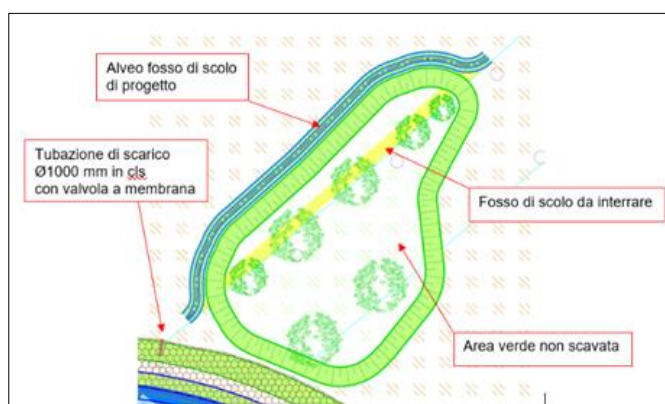 Alveo fosso di scolo
di progetto
Tubazione di scarico
Ø1000 mm in cls
con valvola a membrana
Fosso di scolo da interrare
Area verde non scavata